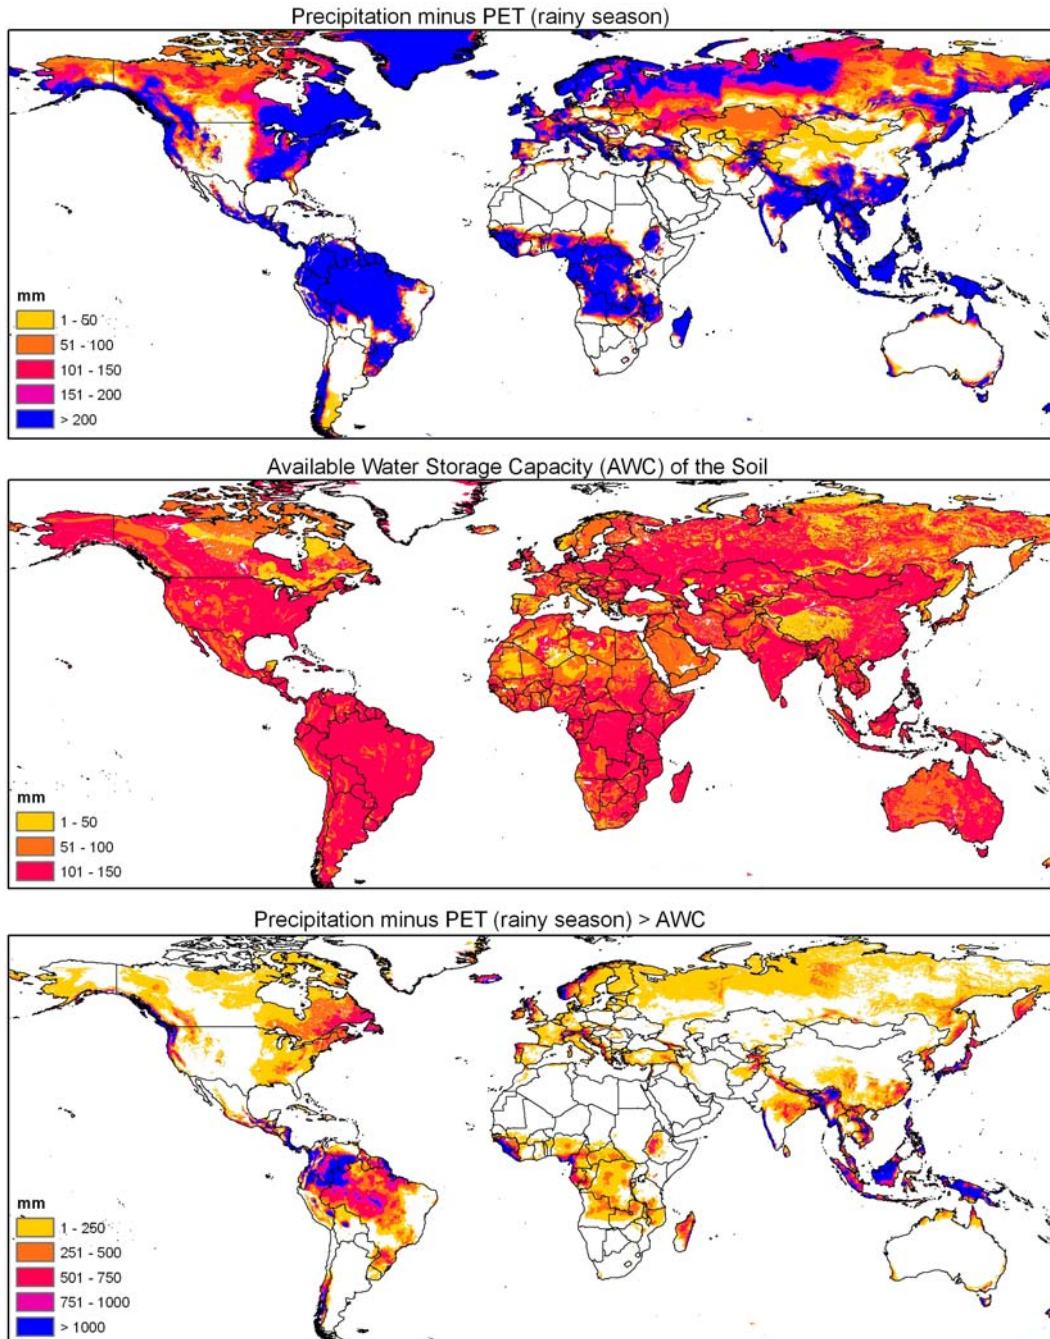 Precipitation minus PET (rainy season)
mm
1 - 50
51 - 100
101 - 150
151 - 200
> 200
Available Water Storage Capacity (AWC) of the Soil
mm
1 - 50
51 - 100
101 - 150
Precipitation minus PET (rainy season) > AWC
mm
1 - 250
251 - 500
501 - 750
751 - 1000
> 1000